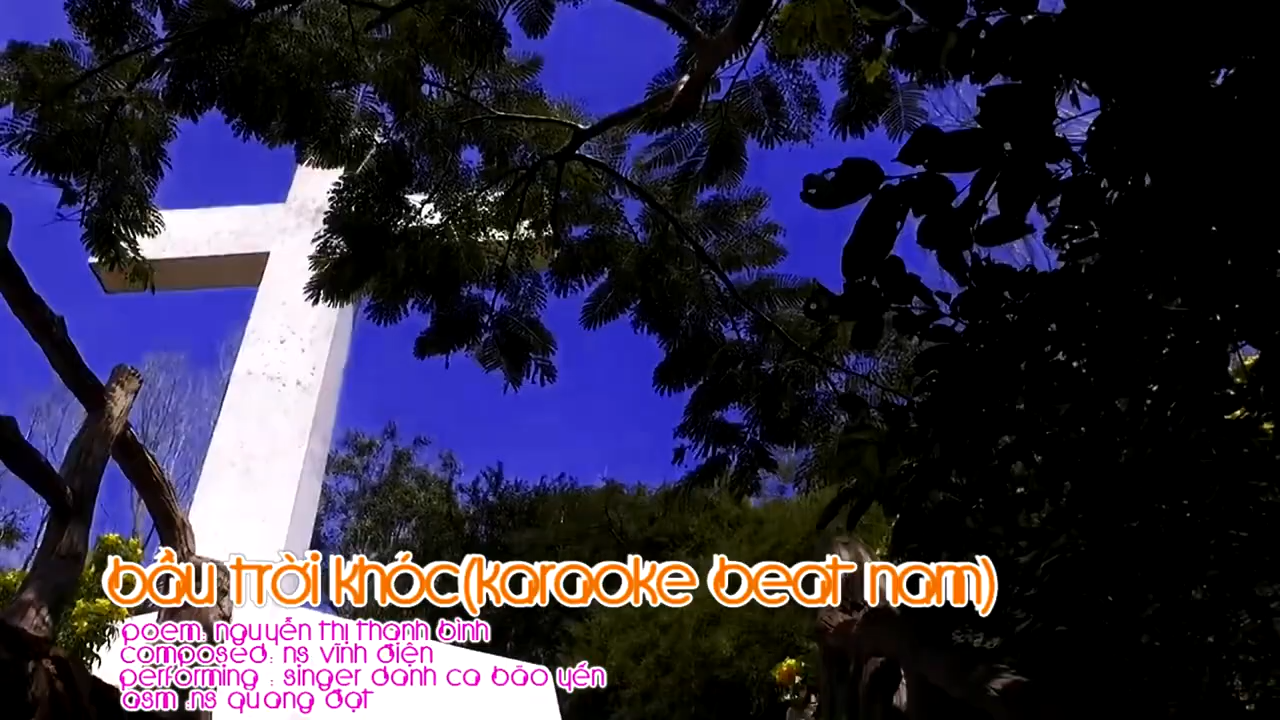 bầu trời khóc(karaoke beat nam)
poem: nguyễn thị thanh bình
composed: ns vĩnh điện
performing : singer danh ca bảo yến
asm :ns quang đạt